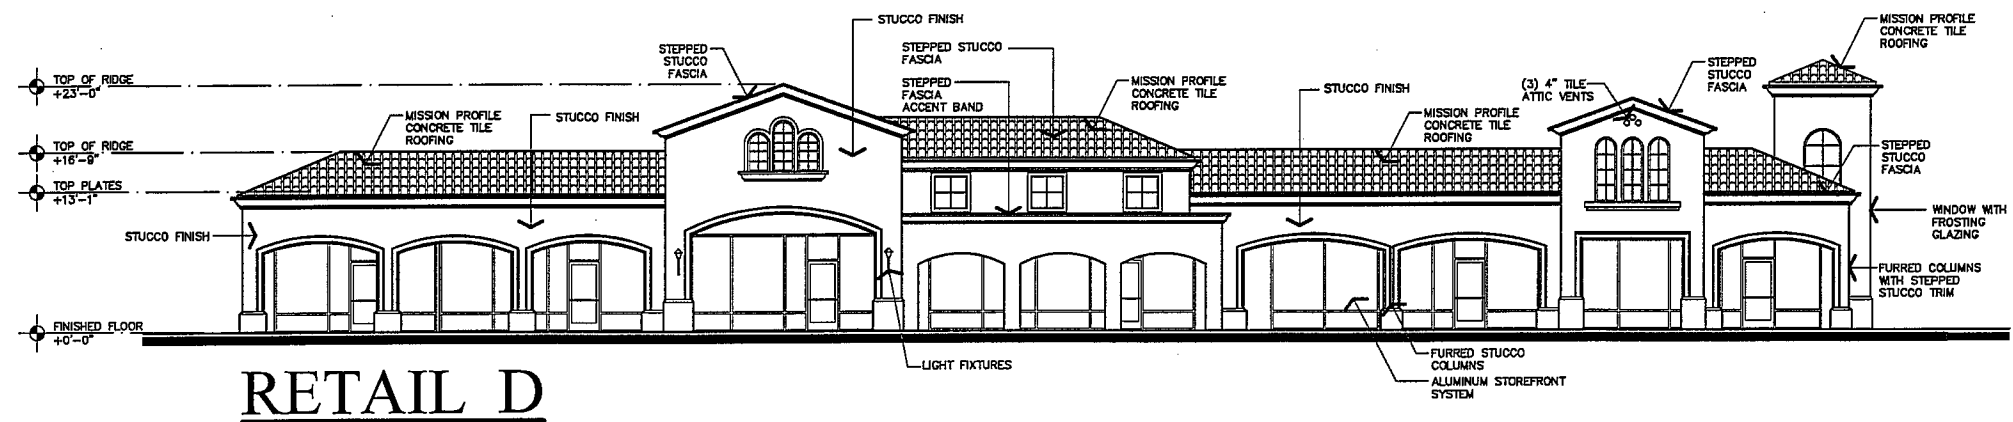 STUCCO FINISH
MISSION PROFILE
CONCRETE TILE
ROOFING
STEPPED
STUCCO
FASCIA
STEPPED STUCCO
FASCIA
STEPPED
FASCIA
ACCENT BAND
MISSION PROFILE
CONCRETE TILE
ROOFING
STUCCO FINISH
(3) 4" TILE
ATTIC VENTS
STEPPED
STUCCO
FASCIA
TOP OF RIDGE
+23'-0"
MISSION PROFILE
CONCRETE TILE
ROOFING
STUCCO FINISH
MISSION PROFILE
CONCRETE TILE
ROOFING
TOP OF RIDGE
+16'-9"
STEPPED
STUCCO
FASCIA
TOP PLATES
+13'-1"
STUCCO FINISH
WINDOW WITH
FROSTING
GLAZING
FURRED COLUMNS
WITH STEPPED
STUCCO TRIM
FINISHED FLOOR
+0'-0"
LIGHT FIXTURES
FURRED STUCCO
COLUMNS
ALUMINUM STOREFRONT
SYSTEM
RETAIL D